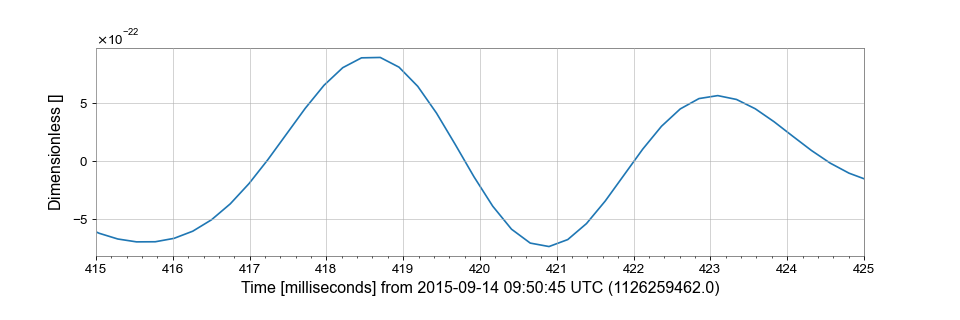 ×10⁻²²
Dimensionless []
5
0
−5
415 416 417 418 419 420 421 422 423 424 425
Time [milliseconds] from 2015-09-14 09:50:45 UTC (1126259462.0)